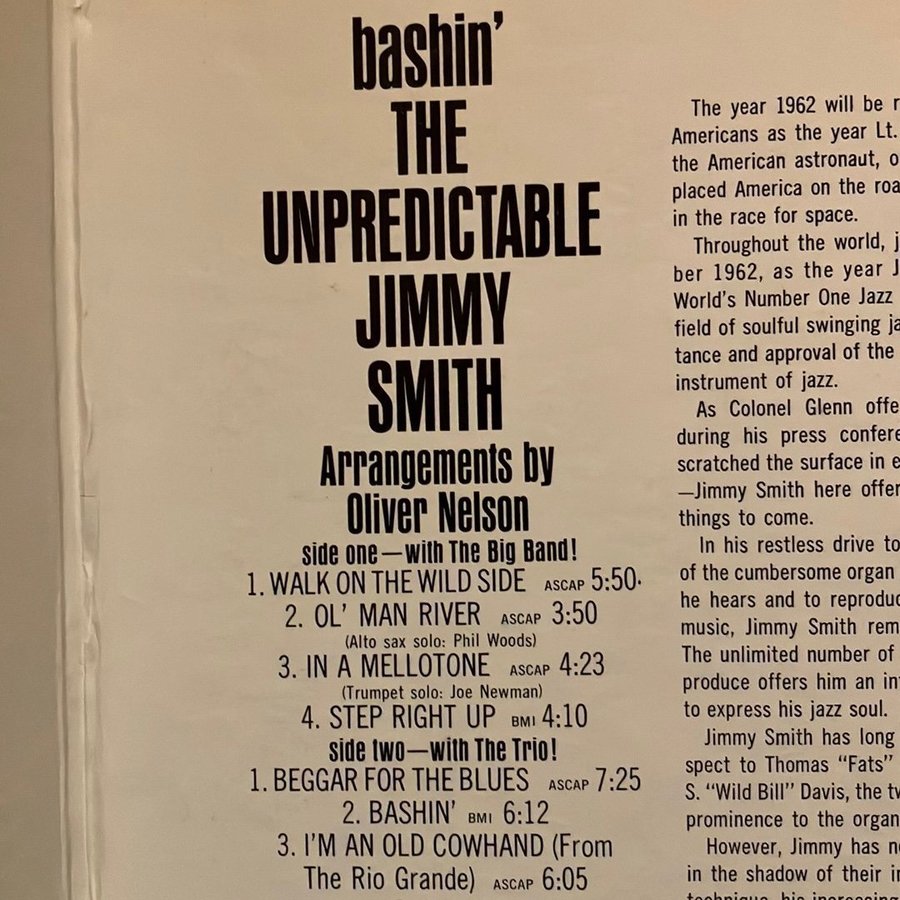 bashin'
THE
UNPREDICTABLE
JIMMY
SMITH
Arrangements by
Oliver Nelson
side one—with The Big Band!
1. WALK ON THE WILD SIDE ASCAP 5:50
2. OL' MAN RIVER ASCAP 3:50
(Alto sax solo: Phil Woods)
3. IN A MELLOTONE ASCAP 4:23
(Trumpet solo: Joe Newman)
4. STEP RIGHT UP BMI 4:10
side two—with The Trio!
1. BEGGAR FOR THE BLUES ASCAP 7:25
2. BASHIN' BMI 6:12
3. I'M AN OLD COWHAND (From
The Rio Grande) ASCAP 6:05
The year 1962 will be
Americans as the year Lt.
the American astronaut,
placed America on the
in the race for space.
Throughout the world,
ber 1962, as the year
World's Number One Jazz
field of soulful swinging
tance and approval of the
instrument of jazz.
As Colonel Glenn
during his press
scratched the surface in
—Jimmy Smith here
things to come.
In his restless drive to
of the cumbersome organ
he hears and to
music, Jimmy Smith
The unlimited number of
produce offers him an
to express his jazz soul.
Jimmy Smith has long
spect to Thomas "Fats"
S. "Wild Bill" Davis, the
prominence to the organ
However, Jimmy has
in the shadow of their